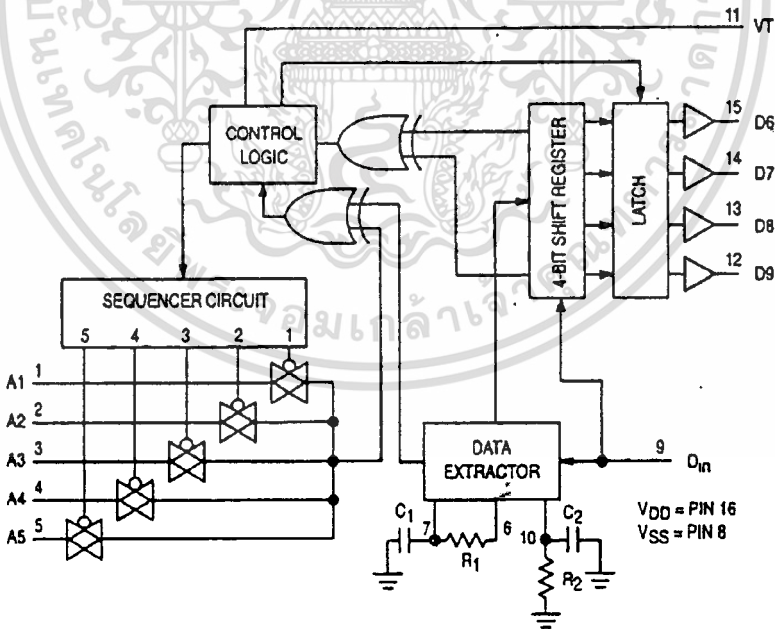 11 VT
CONTROL
LOGIC
4-BIT SHIFT REGISTER
LATCH
15 D6
14 D7
13 D8
12 D9
SEQUENCER CIRCUIT
5 4 3 2 1
A1 1
A2 2
A3 3
A4 4
A5 5
DATA
EXTRACTOR
9 Din
C1 7 6 10 C2
R1
R2
VDD = PIN 16
VSS = PIN 8